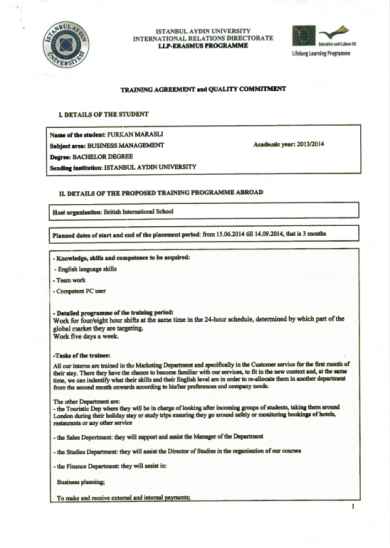 ISTANBUL AYDIN UNIVERSITY
INTERNATIONAL RELATIONS DIRECTORATE
LLP-ERASMUS PROGRAMME
Education and Culture DG
Lifelong Learning Programme
TRAINING AGREEMENT and QUALITY COMMITMENT
I. DETAILS OF THE STUDENT
Name of the student: FURKAN MARASLI
Subject area: BUSINESS MANAGEMENT Academic year: 2013/2014
Degree: BACHELOR DEGREE
Sending institution: ISTANBUL AYDIN UNIVERSITY
II. DETAILS OF THE PROPOSED TRAINING PROGRAMME ABROAD
Host organisation: British International School
Planned dates of start and end of the placement period: from 15.06.2014 till 14.09.2014, that is 3 months
- Knowledge, skills and competence to be acquired:
- English language skills
- Team work
- Competent PC user
- Detailed programme of the training period:
Work for four/eight hour shifts at the same time in the 24-hour schedule, determined by which part of the
global market they are targeting.
Work five days a week.
-Tasks of the trainee:
All our interns are trained in the Marketing Department and specifically in the Customer service for the first month of
their stay. There they have the chance to become familiar with our services, to fit in the new context and, at the same
time, we can indentify what their skills and their English level are in order to re-allocate them in another department
from the second month onwards according to his/her preferences and company needs.
The other Department are:
- the Touristic Dep where they will be in charge of looking after incoming groups of students, taking them around
London during their holiday stay or study trips ensuring they go around safely or monitoring bookings of hotels,
restaurants or any other service
- the Sales Department: they will support and assist the Manager of the Department
- the Studies Department: they will assist the Director of Studies in the organisation of our courses
- the Finance Department: they will assist in:
Business planning;
To make and receive external and internal payments;
1